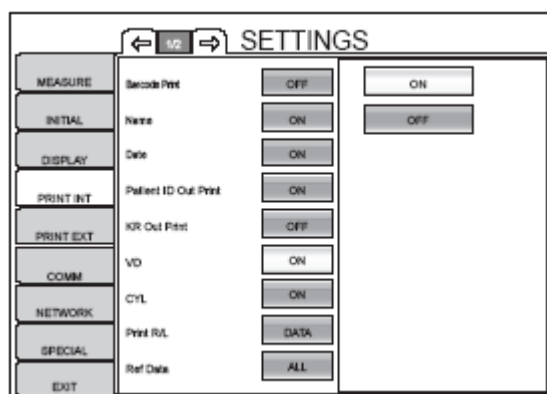 1/2 SETTINGS
MEASURE
INITIAL
DISPLAY
PRINT INT
PRINT EXT
COMM
NETWORK
SPECIAL
EXIT
Barcode Print OFF
Name ON
Date ON
Patient ID Out Print ON
KR Out Print OFF
VD ON
CYL ON
Print R/L DATA
Ref Data ALL
ON
OFF